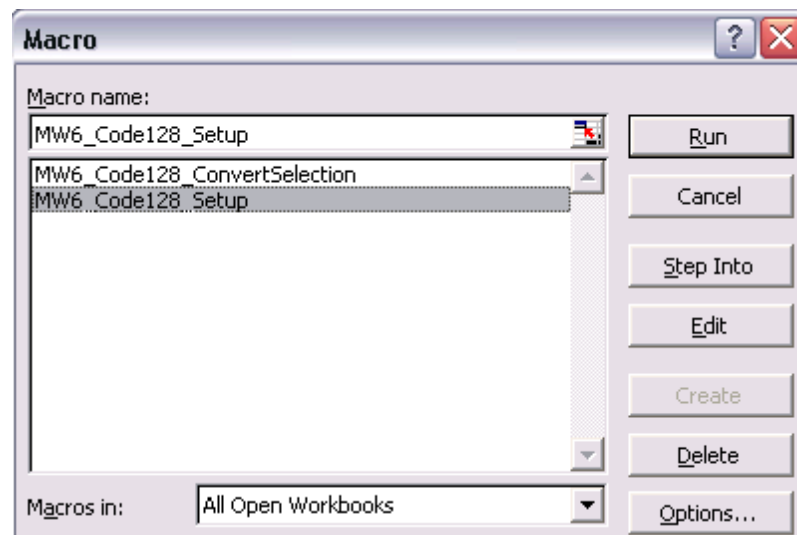 Macro
?
Macro name:
MW6_Code128_Setup
MW6_Code128_ConvertSelection
MW6_Code128_Setup
Macros in:
All Open Workbooks
Run
Cancel
Step Into
Edit
Create
Delete
Options...